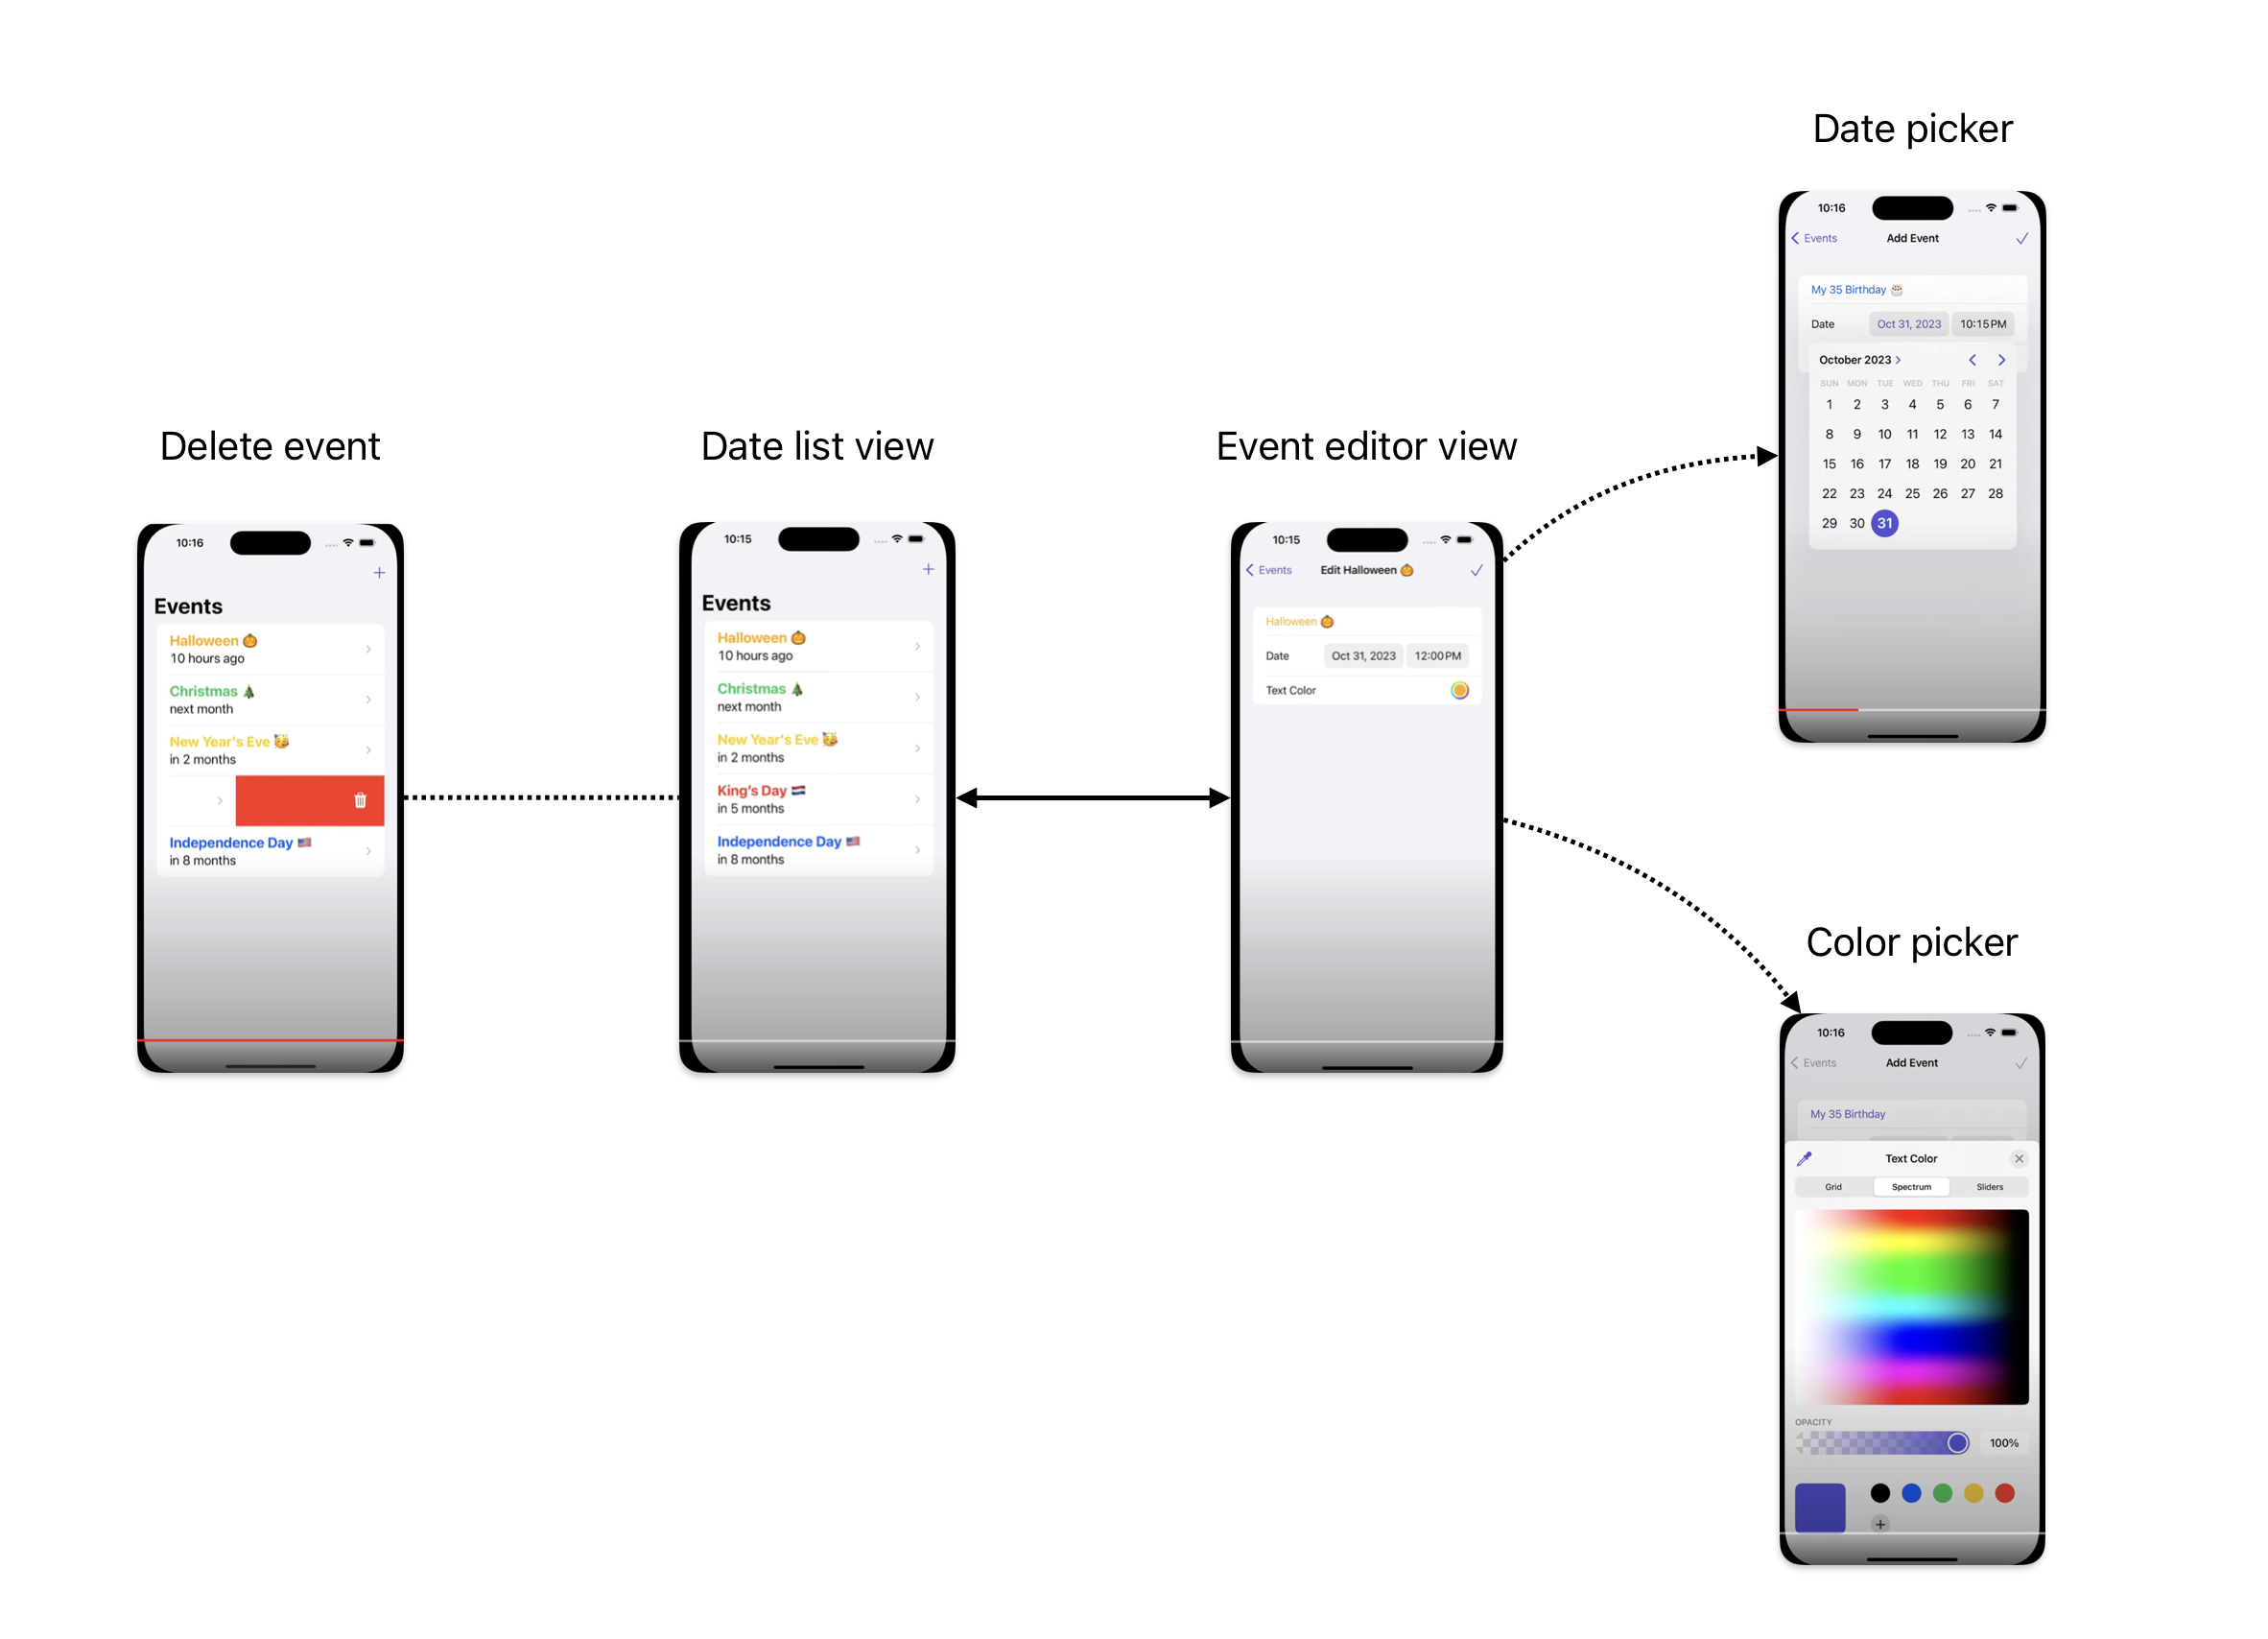 Delete event
10:16
Events
Halloween 🎃
10 hours ago
Christmas 🎄
next month
New Year's Eve 🥳
in 2 months
Independence Day 🇺🇸
in 8 months
Date list view
10:15
Events
Halloween 🎃
10 hours ago
Christmas 🎄
next month
New Year's Eve 🥳
in 2 months
King's Day 🇳🇱
in 5 months
Independence Day 🇺🇸
in 8 months
Event editor view
10:15
Events Edit Halloween 🎃
Halloween 🎃
Date Oct 31, 2023 12:00 PM
Text Color
Date picker
10:16
Events Add Event
My 35 Birthday 🎂
Date Oct 31, 2023 10:15 PM
October 2023
SUN MON TUE WED THU FRI SAT
1 2 3 4 5 6 7
8 9 10 11 12 13 14
15 16 17 18 19 20 21
22 23 24 25 26 27 28
29 30 31
Color picker
10:16
Events Add Event
My 35 Birthday
Text Color
Grid Spectrum Sliders
OPACITY
100%